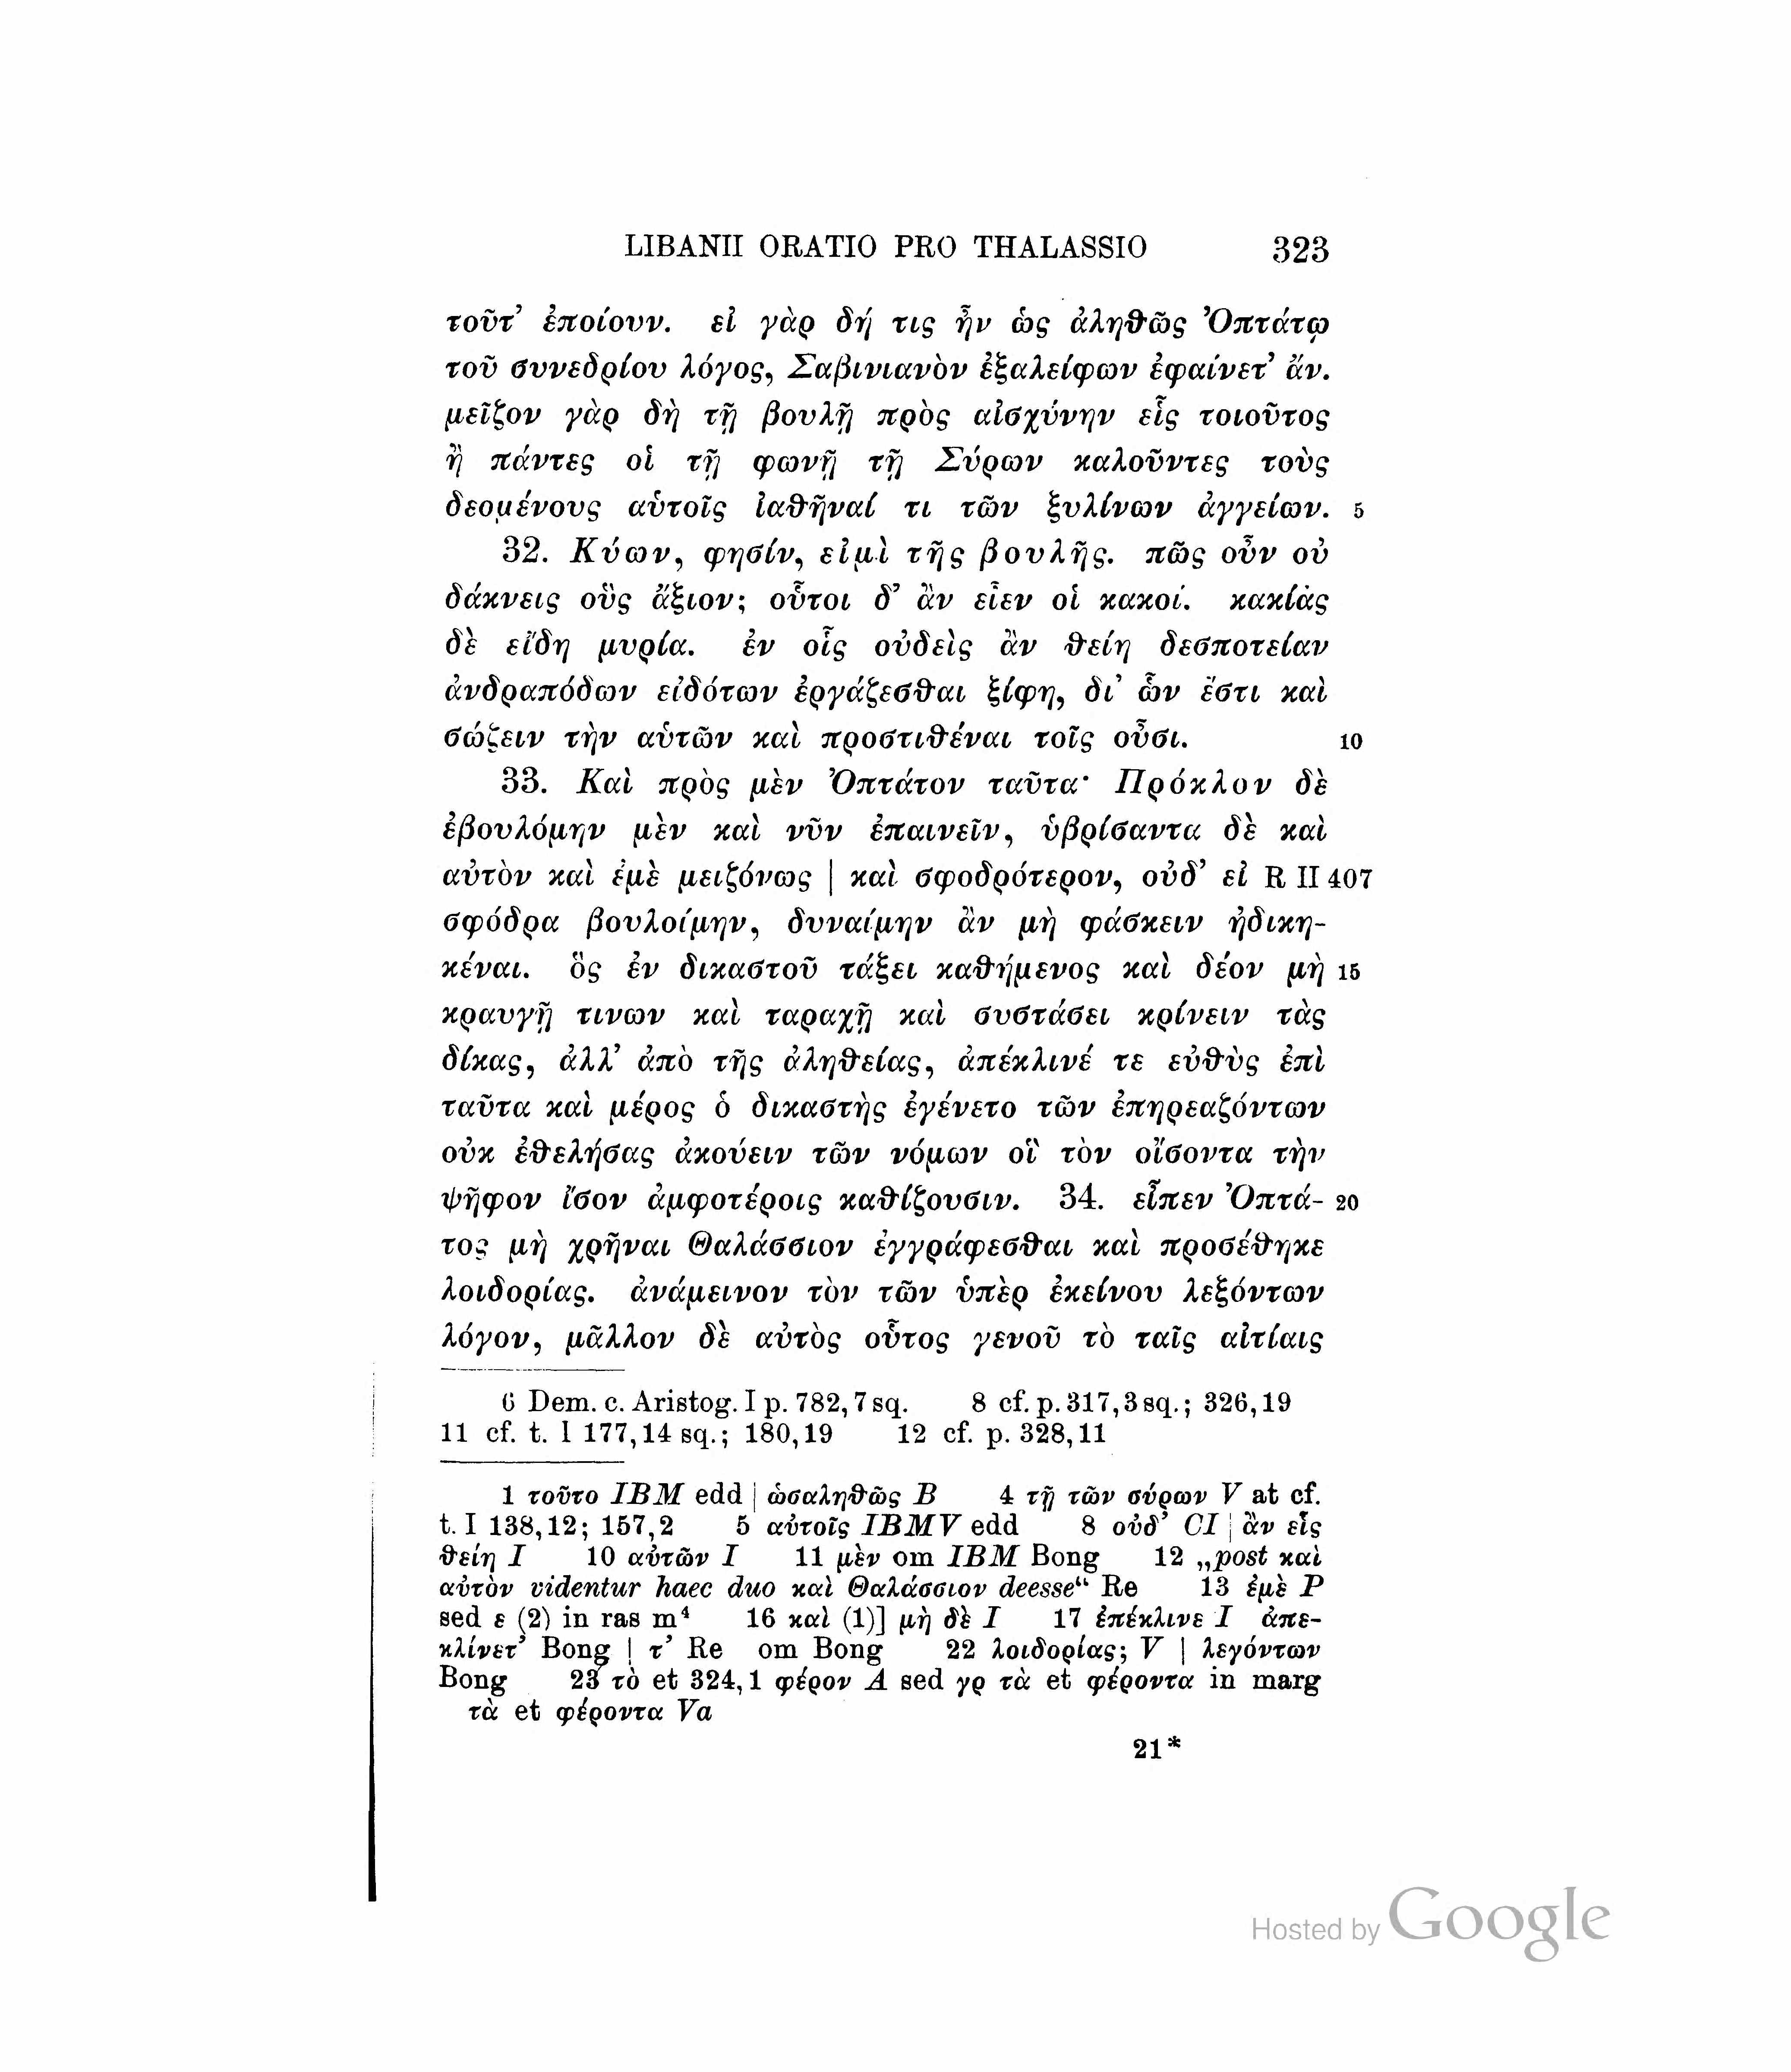 LIBANII ORATIO PRO THALASSIO 323
τοῦτ’ ἐποίουν. εἰ γὰρ δή τις ἦν ὡς ἀληθῶς Ὀπτάτῳ
τοῦ συνεδρίου λόγος, Σαβινιανὸν ἐξαλείφων ἐφαίνετ’ ἄν.
μεῖζον γὰρ δὴ τῇ βουλῇ πρὸς αἰσχύνην εἷς τοιοῦτος
ἢ πάντες οἱ τῇ φωνῇ τῇ Σύρων καλοῦντες τοὺς
δεομένους αὑτοῖς ἰαθῆναί τι τῶν ξυλίνων ἀγγείων. 5
32. Κύων, φησίν, εἰμὶ τῆς βουλῆς. πῶς οὖν οὐ
δάκνεις οὓς ἄξιον; οὗτοι δ’ ἂν εἶεν οἱ κακοί. κακίας
δὲ εἴδη μυρία. ἐν οἷς οὐδεὶς ἂν θείη δεσποτείαν
ἀνδραπόδων εἰδότων ἐργάζεσθαι ξίφη, δι’ ὧν ἔστι καὶ
σώζειν τὴν αὑτῶν καὶ προστιθέναι τοῖς οὖσι. 10
33. Καὶ πρὸς μὲν Ὀπτάτον ταῦτα· Πρόκλον δὲ
ἐβουλόμην μὲν καὶ νῦν ἐπαινεῖν, ὑβρίσαντα δὲ καὶ
αὐτὸν καὶ ἐμὲ μειζόνως | καὶ σφοδρότερον, οὐδ’ εἰ R II 407
σφόδρα βουλοίμην, δυναίμην ἂν μὴ φάσκειν ἠδικη-
κέναι. ὃς ἐν δικαστοῦ τάξει καθήμενος καὶ δέον μὴ 15
κραυγῇ τινων καὶ ταραχῇ καὶ συστάσει κρίνειν τὰς
δίκας, ἀλλ’ ἀπὸ τῆς ἀληθείας, ἀπέκλινέ τε εὐθὺς ἐπὶ
ταῦτα καὶ μέρος ὁ δικαστὴς ἐγένετο τῶν ἐπηρεαζόντων
οὐκ ἐθελήσας ἀκούειν τῶν νόμων οἳ τὸν οἴσοντα τὴν
ψῆφον ἴσον ἀμφοτέροις καθίζουσιν. 34. εἶπεν Ὀπτά- 20
τος μὴ χρῆναι Θαλάσσιον ἐγγράφεσθαι καὶ προσέθηκε
λοιδορίας. ἀνάμεινον τὸν τῶν ὑπὲρ ἐκείνου λεξόντων
λόγον, μᾶλλον δὲ αὐτὸς οὗτος γενοῦ τὸ ταῖς αἰτίαις
6 Dem. c. Aristog. I p. 782, 7 sq. 8 cf. p. 317, 3 sq.; 326, 19
11 cf. t. I 177, 14 sq.; 180, 19 12 cf. p. 328, 11
1 τοῦτο IBM edd | ὡσαληθῶς B 4 τῇ τῶν σύρων V at cf.
t. I 138, 12; 157, 2 5 αὐτοῖς IBMV edd 8 οὐδ’ CI | ἂν εἷς
θείη I 10 αὐτῶν I 11 μὲν om IBM Bong 12 „post καὶ
αὐτὸν videntur haec duo καὶ Θαλάσσιον deesse“ Re 13 ἐμὲ P
sed ε (2) in ras m⁴ 16 καὶ (1)] μὴ δὲ I 17 ἐπέκλινε I ἀπε-
κλίνετ’ Bong | τ’ Re om Bong 22 λοιδορίας; V | λεγόντων
Bong 23 τὸ et 324, 1 φέρον A sed γρ τὰ et φέροντα in marg
τὰ et φέροντα Va
21*
Hosted by Google